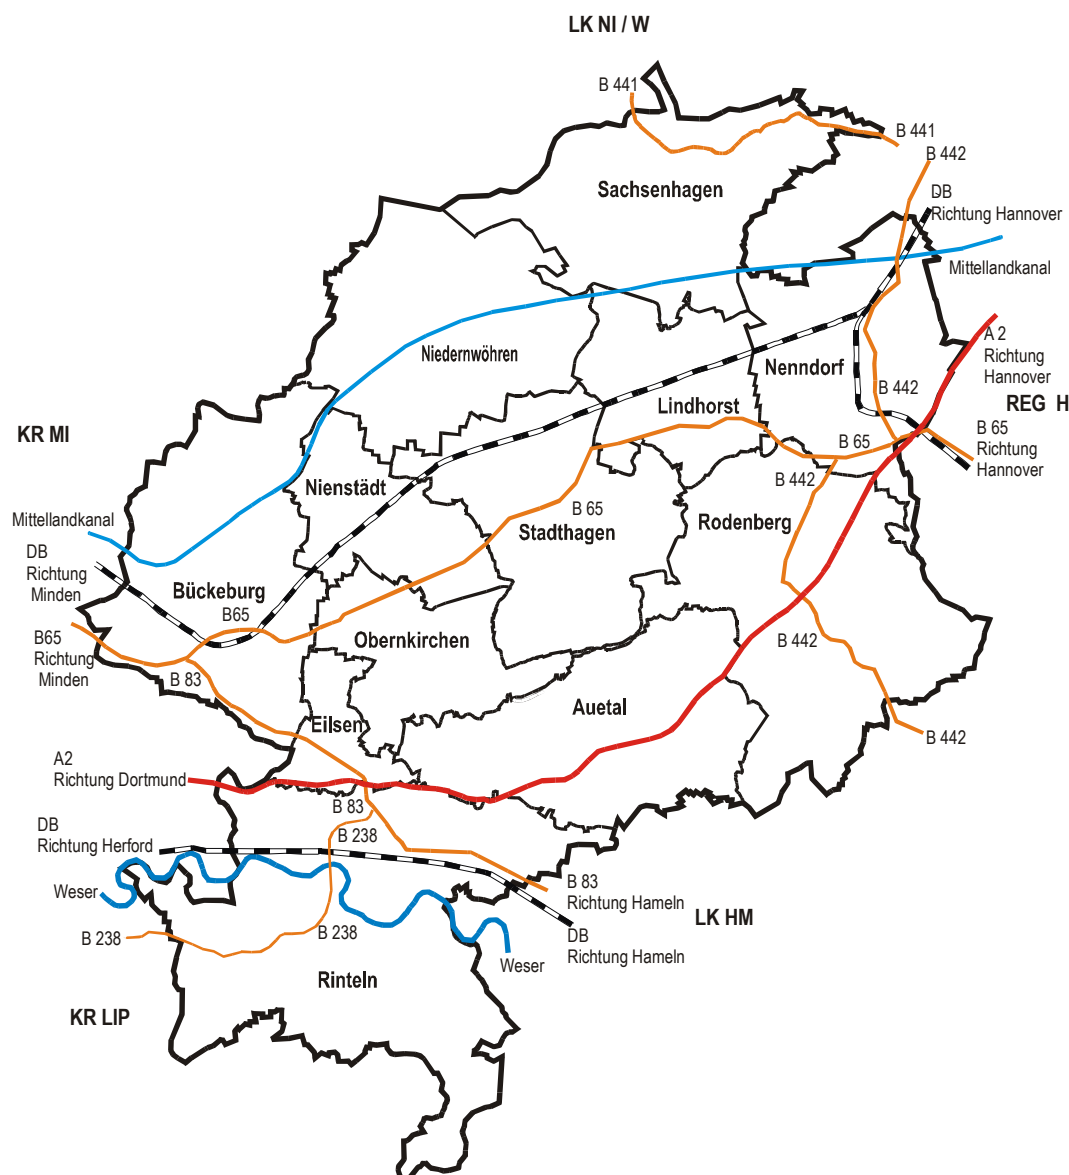 LK NI / W
B 441
B 441
B 442
DB
Richtung Hannover
Sachsenhagen
Mittellandkanal
A 2
Richtung
Hannover
Niedernwöhren
Nenndorf
B 442
REG H
Lindhorst
KR MI
B 65
B 65
Richtung
Hannover
B 442
Nienstädt
B 65
Stadthagen
Rodenberg
Mittellandkanal
DB
Richtung
Minden
Bückeburg
B65
B65
Richtung
Minden
Obernkirchen
B 442
B 83
Auetal
Eilsen
B 442
A2
Richtung Dortmund
B 83
DB
Richtung Herford
B 238
B 83
Richtung Hameln
Weser
LK HM
B 238
B 238
DB
Richtung Hameln
Weser
Rinteln
KR LIP